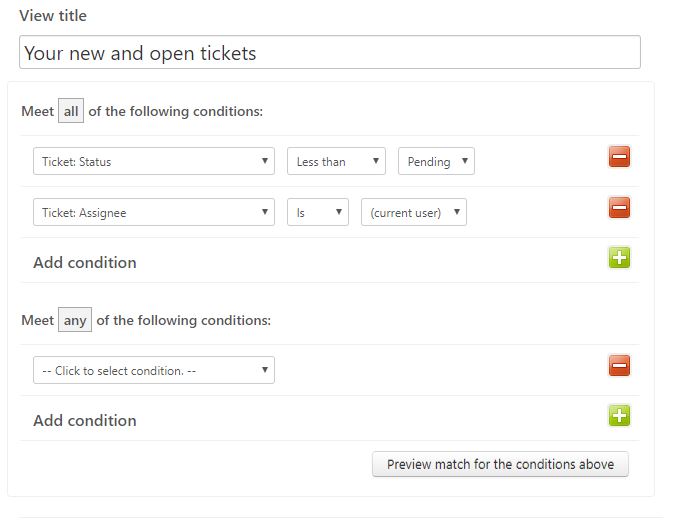 View title
Your new and open tickets
Meet all of the following conditions:
Ticket: Status Less than Pending
Ticket: Assignee Is (current user)
Add condition
Meet any of the following conditions:
-- Click to select condition. --
Add condition
Preview match for the conditions above